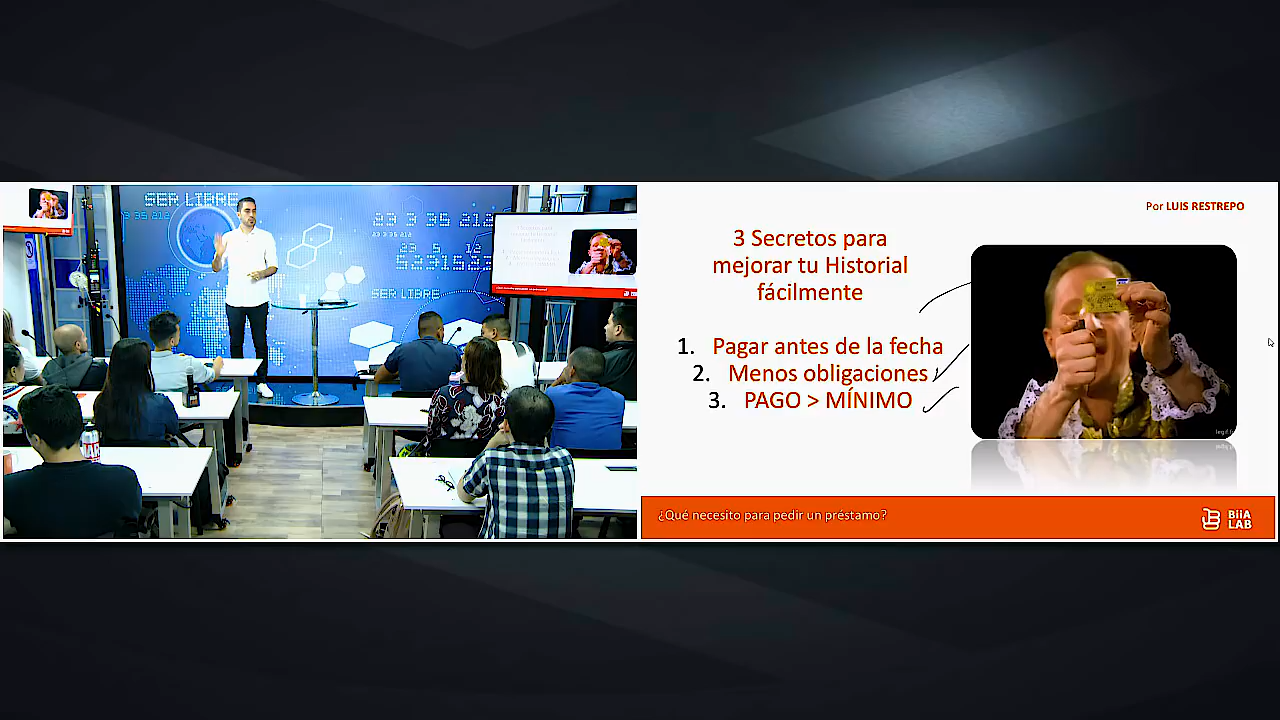 SER LIBRE
SER LIBRE
Por LUIS RESTREPO
3 Secretos para
mejorar tu Historial
fácilmente
1. Pagar antes de la fecha
2. Menos obligaciones
3. PAGO > MÍNIMO
¿Qué necesito para pedir un préstamo?
BiiA
LAB